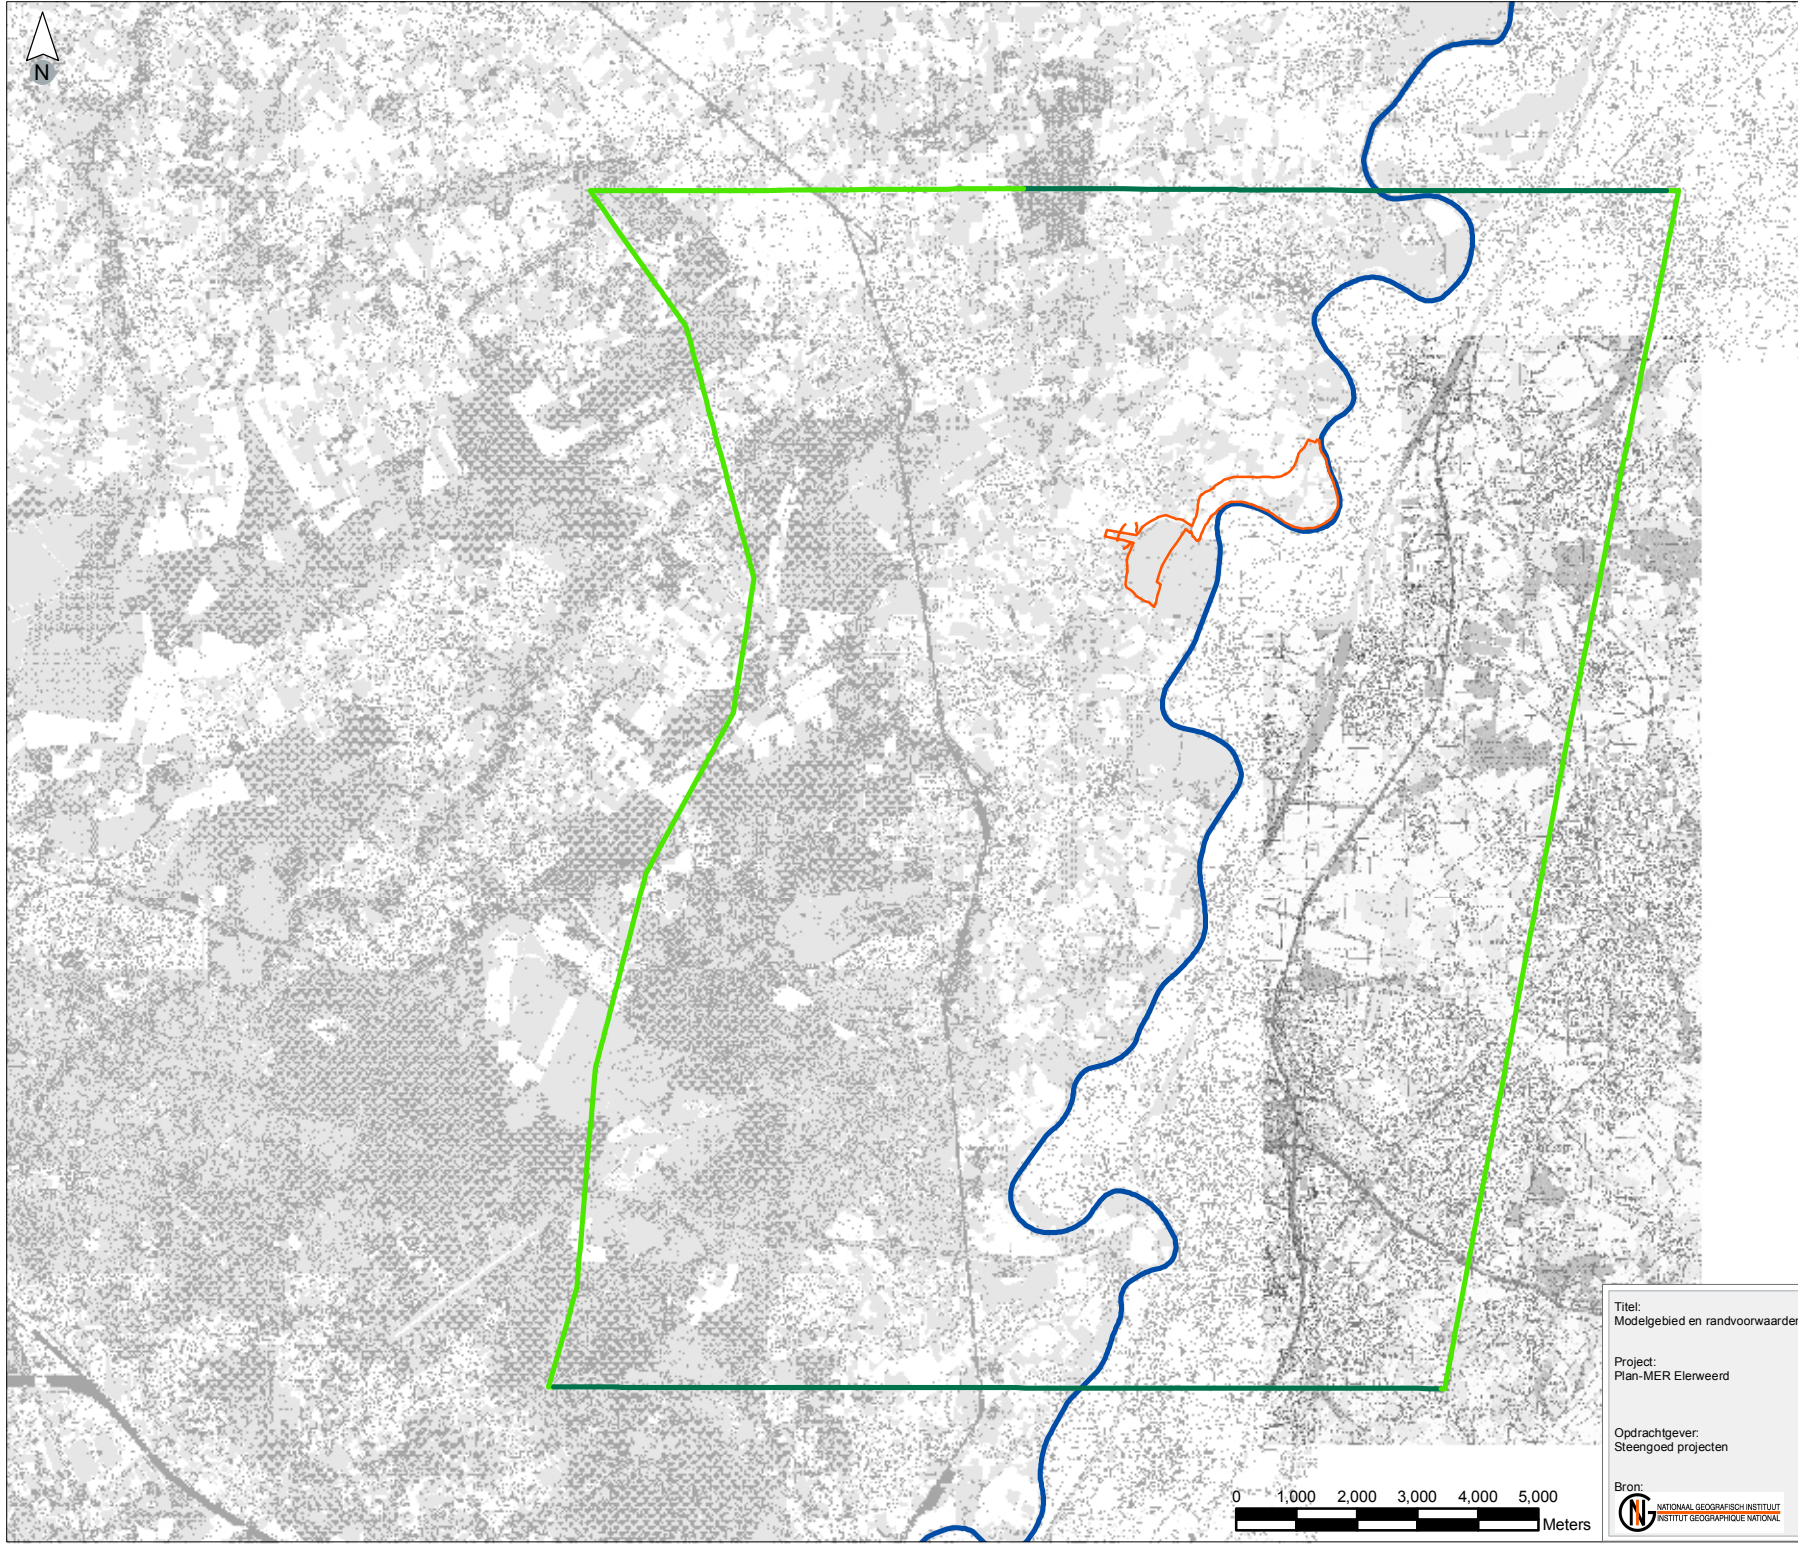 N
0 1,000 2,000 3,000 4,000 5,000
Meters
Titel:
Modelgebied en randvoorwaarden
Project:
Plan-MER Elerweerd
Opdrachtgever:
Steengoed projecten
Bron:
NGI
NATIONAAL GEOGRAFISCH INSTITUUT
INSTITUT GEOGRAPHIQUE NATIONAL